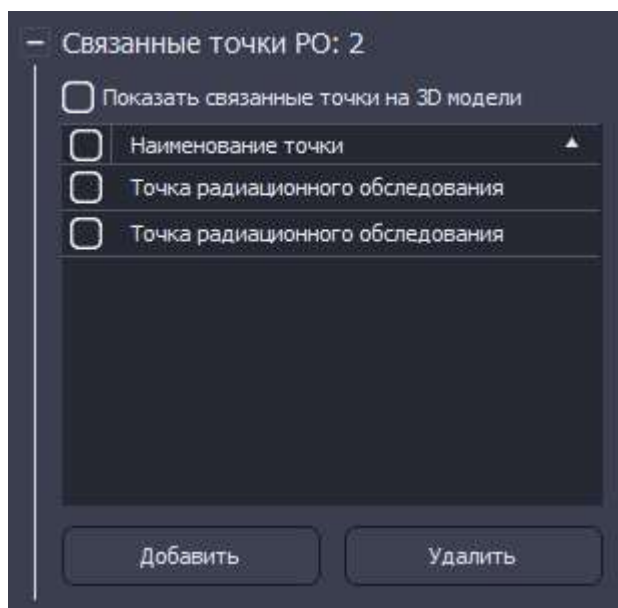 Связанные точки РО: 2
Показать связанные точки на 3D модели
Наименование точки
Точка радиационного обследования
Точка радиационного обследования
Добавить Удалить